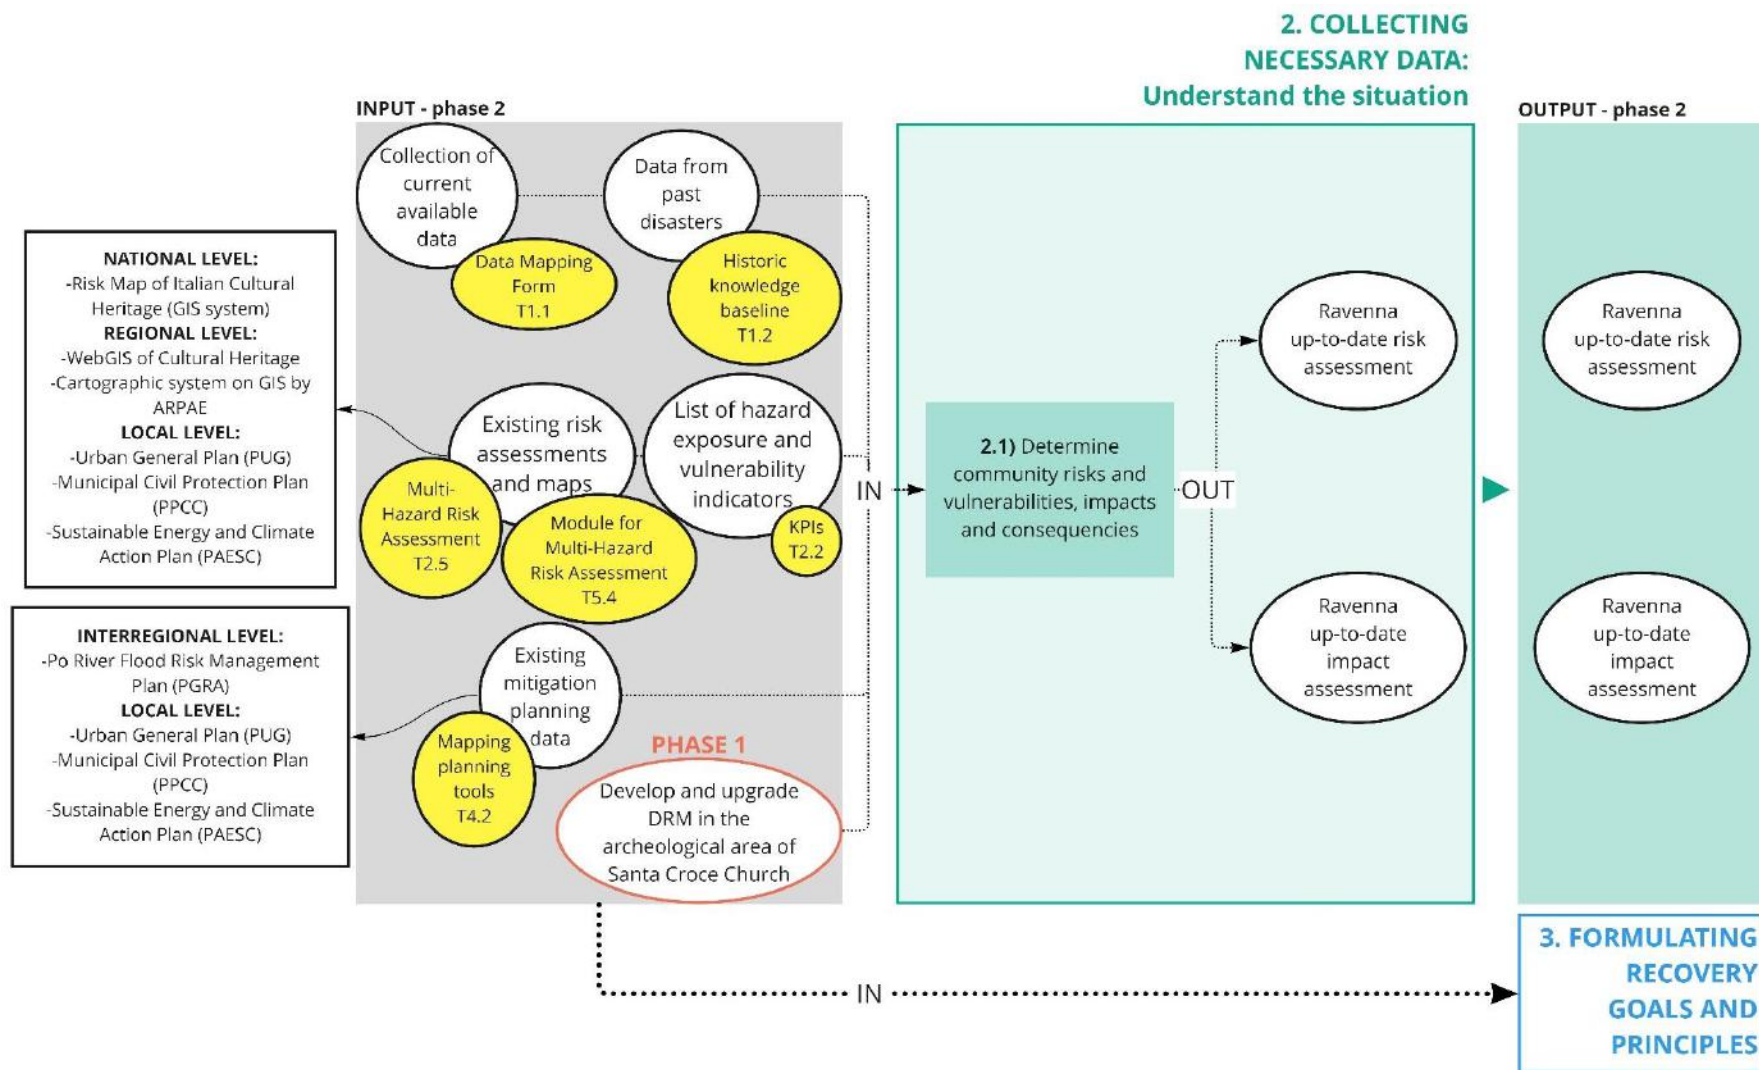 2. COLLECTING
NECESSARY DATA:
Understand the situation
INPUT - phase 2
OUTPUT - phase 2
Collection of
current
available
data
Data Mapping
Form
T1.1
Data from
past
disasters
Historic
knowledge
baseline
T1.2
NATIONAL LEVEL:
-Risk Map of Italian Cultural
Heritage (GIS system)
REGIONAL LEVEL:
-WebGIS of Cultural Heritage
-Cartographic system on GIS by
ARPAE
LOCAL LEVEL:
-Urban General Plan (PUG)
-Municipal Civil Protection Plan
(PPCC)
-Sustainable Energy and Climate
Action Plan (PAESC)
Existing risk
assessments
and maps
Multi-
Hazard Risk
Assessment
T2.5
Module for
Multi-Hazard
Risk Assessment
T5.4
List of hazard
exposure and
vulnerability
indicators
KPIs
T2.2
INTERREGIONAL LEVEL:
-Po River Flood Risk Management
Plan (PGRA)
LOCAL LEVEL:
-Urban General Plan (PUG)
-Municipal Civil Protection Plan
(PPCC)
-Sustainable Energy and Climate
Action Plan (PAESC)
Existing
mitigation
planning
data
Mapping
planning
tools
T4.2
PHASE 1
Develop and upgrade
DRM in the
archeological area of
Santa Croce Church
IN
2.1) Determine
community risks and
vulnerabilities, impacts
and consequencies
OUT
Ravenna
up-to-date risk
assessment
Ravenna
up-to-date
impact
assessment
Ravenna
up-to-date risk
assessment
Ravenna
up-to-date
impact
assessment
IN
3. FORMULATING
RECOVERY
GOALS AND
PRINCIPLES